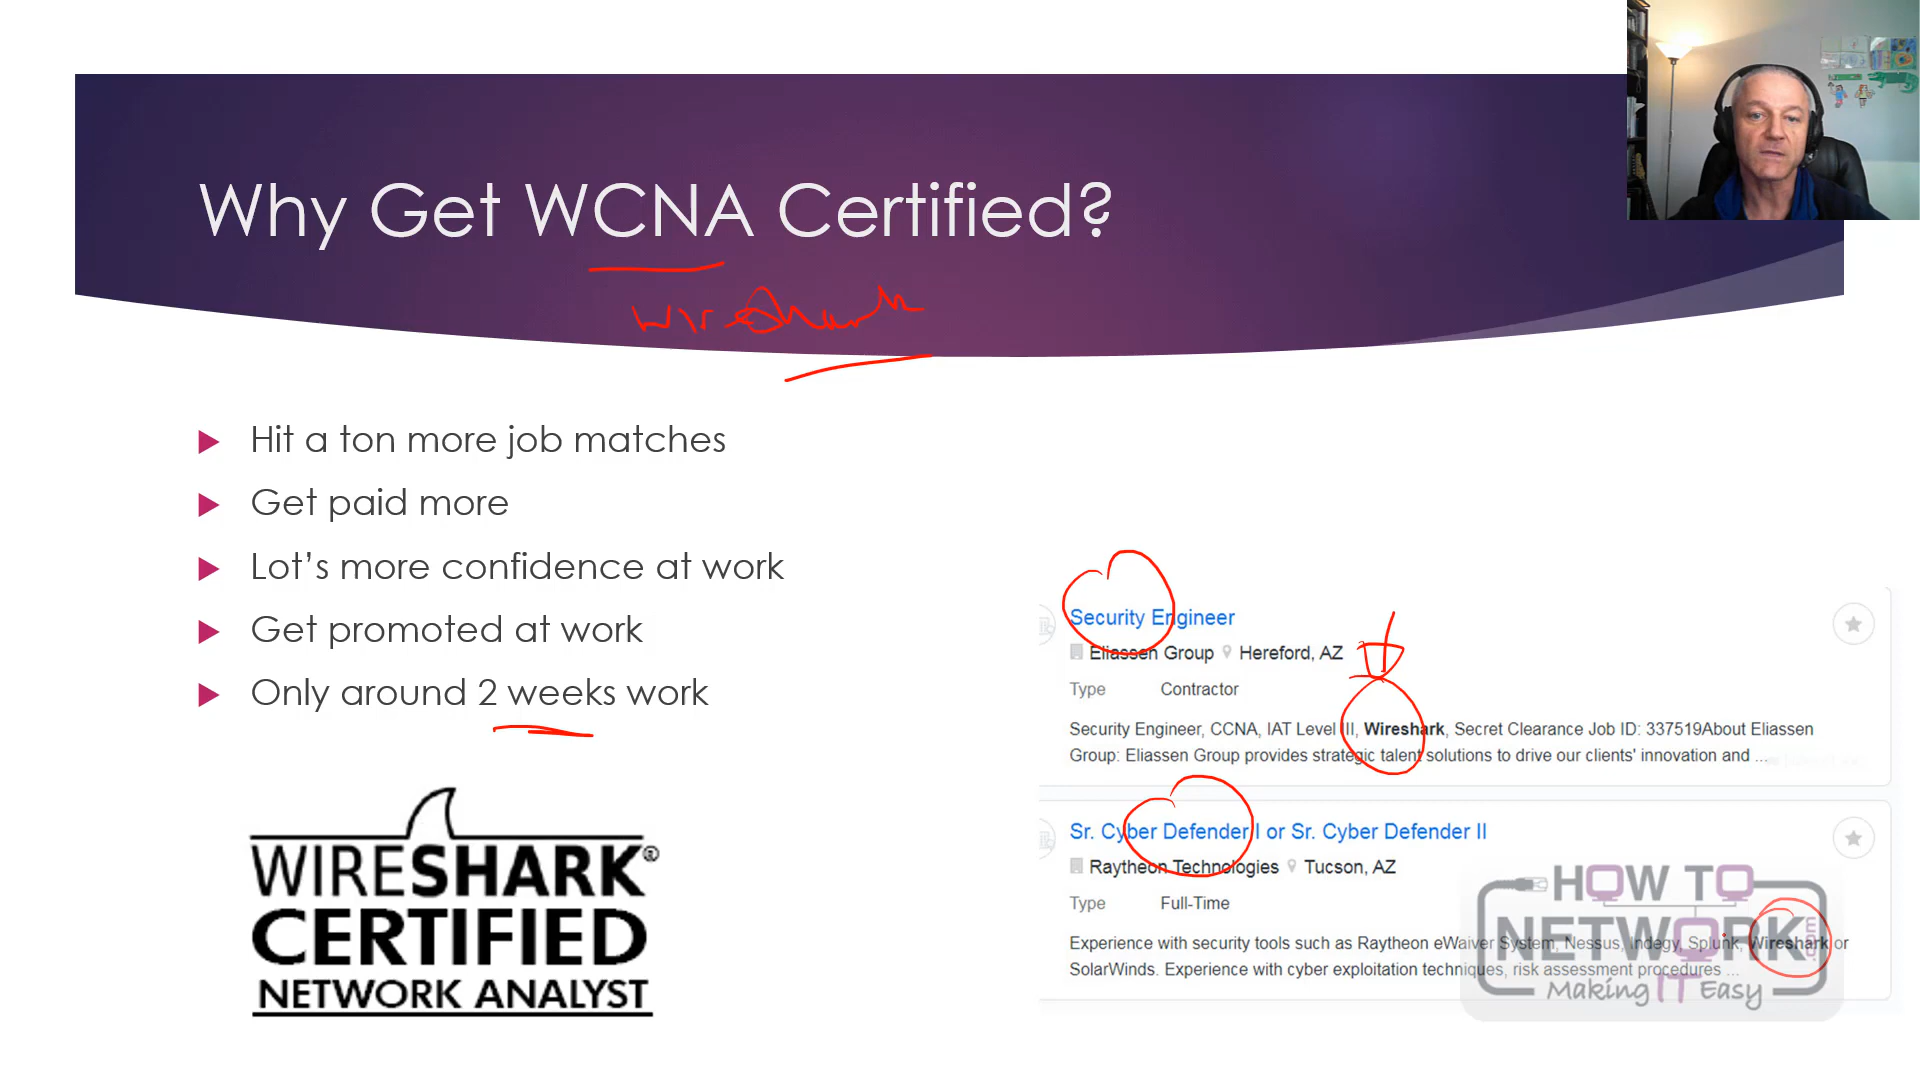 Why Get WCNA Certified?
Wireshark
Hit a ton more job matches
Get paid more
Lot's more confidence at work
Get promoted at work
Only around 2 weeks work
WIRESHARK®
CERTIFIED
NETWORK ANALYST
Security Engineer
Eliassen Group Hereford, AZ
Type Contractor
Security Engineer, CCNA, IAT Level III, Wireshark, Secret Clearance Job ID: 337519About Eliassen
Group: Eliassen Group provides strategic talent solutions to drive our clients' innovation and ...
Sr. Cyber Defender I or Sr. Cyber Defender II
Raytheon Technologies Tucson, AZ
Type Full-Time
Experience with security tools such as Raytheon eWaiver System, Nessus, Indegy, Splunk, Wireshark or
SolarWinds. Experience with cyber exploitation techniques, risk assessment procedures ...
HOW TO
NETWORK.com
Making IT Easy